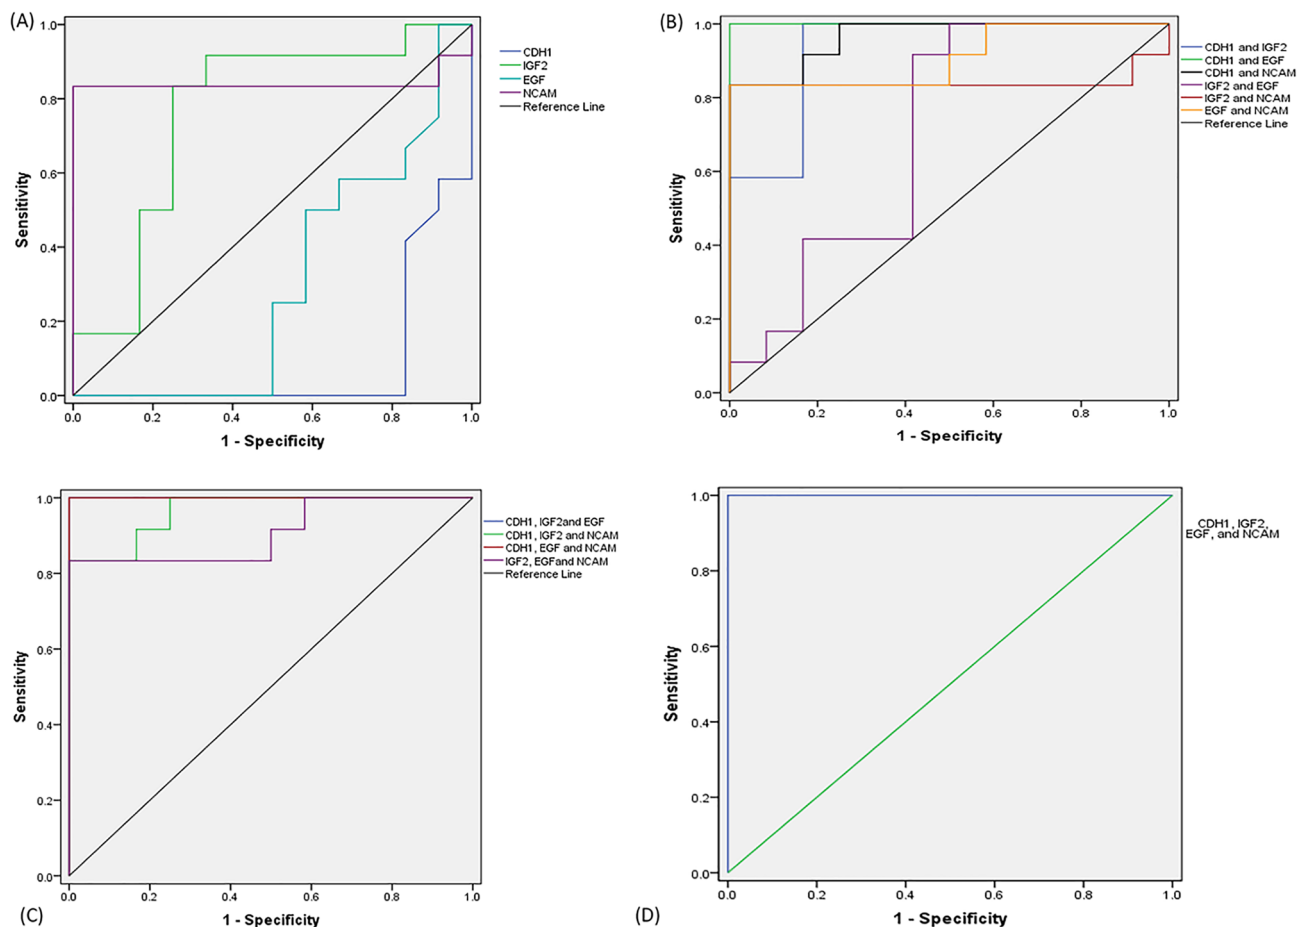 (A)
1.0
0.8
0.6
0.4
0.2
0.0
Sensitivity
0.0 0.2 0.4 0.6 0.8 1.0
1 - Specificity
CDH1
IGF2
EGF
NCAM
Reference Line
(B)
1.0
0.8
0.6
0.4
0.2
0.0
Sensitivity
0.0 0.2 0.4 0.6 0.8 1.0
1 - Specificity
CDH1 and IGF2
CDH1 and EGF
CDH1 and NCAM
IGF2 and EGF
IGF2 and NCAM
EGF and NCAM
Reference Line
1.0
0.8
0.6
0.4
0.2
0.0
Sensitivity
0.0 0.2 0.4 0.6 0.8 1.0
(C)
1 - Specificity
CDH1, IGF2and EGF
CDH1, IGF2 and NCAM
CDH1, EGF and NCAM
IGF2, EGFand NCAM
Reference Line
1.0
0.8
0.6
0.4
0.2
0.0
Sensitivity
0.0 0.2 0.4 0.6 0.8 1.0
(D)
1 - Specificity
CDH1, IGF2,
EGF, and NCAM